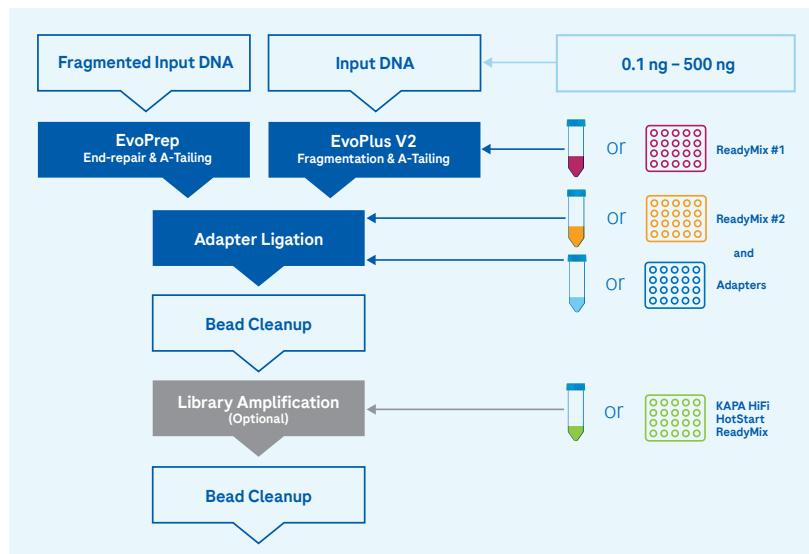 Fragmented Input DNA
Input DNA
0.1 ng – 500 ng
EvoPrep
End-repair & A-Tailing
EvoPlus V2
Fragmentation & A-Tailing
or
ReadyMix #1
Adapter Ligation
or
ReadyMix #2
and
or
Adapters
Bead Cleanup
Library Amplification
(Optional)
or
KAPA HiFi
HotStart
ReadyMix
Bead Cleanup